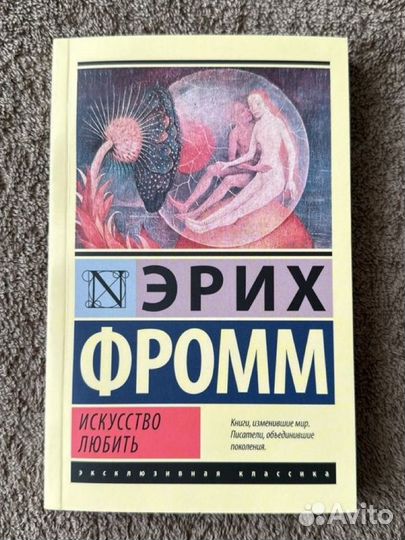 N ЭРИХ
ФРОММ
ИСКУССТВО
ЛЮБИТЬ
Книги, изменившие мир.
Писатели, объединившие
поколения.
эксклюзивная классика
Avito